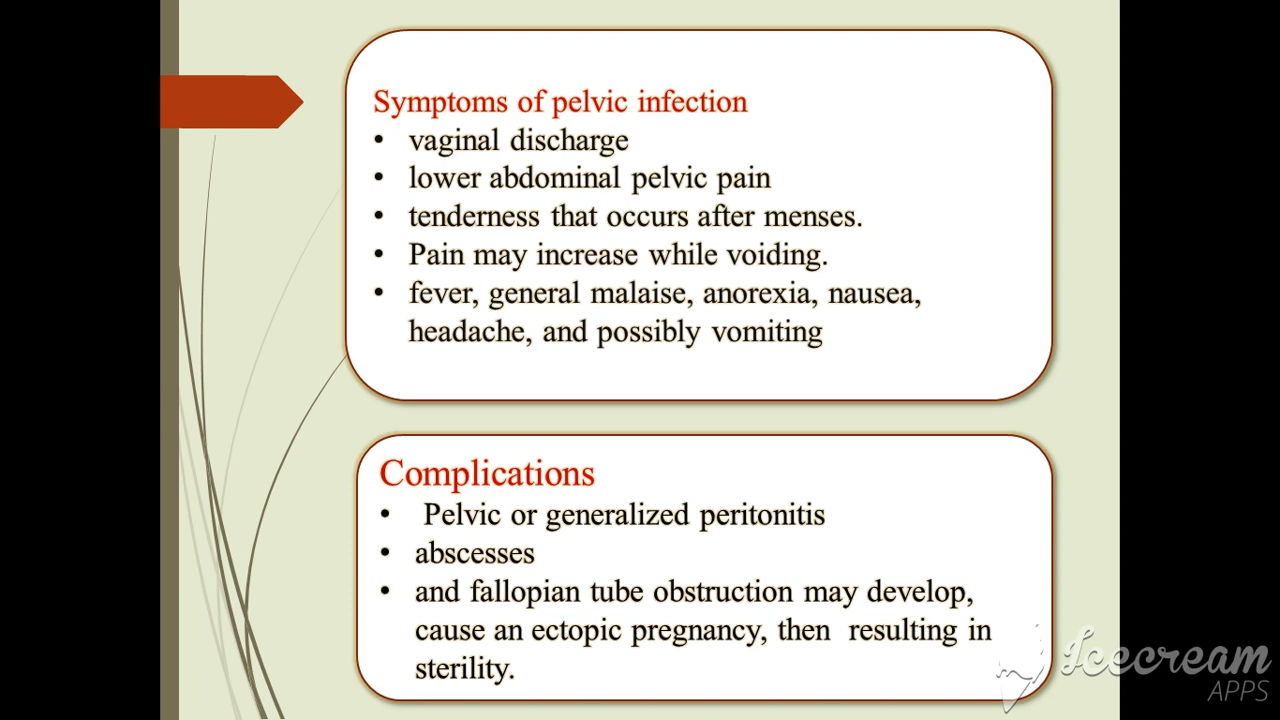 Symptoms of pelvic infection
• vaginal discharge
• lower abdominal pelvic pain
• tenderness that occurs after menses.
• Pain may increase while voiding.
• fever, general malaise, anorexia, nausea,
headache, and possibly vomiting
Complications
• Pelvic or generalized peritonitis
• abscesses
• and fallopian tube obstruction may develop,
cause an ectopic pregnancy, then resulting in
sterility.
Icecream
APPS